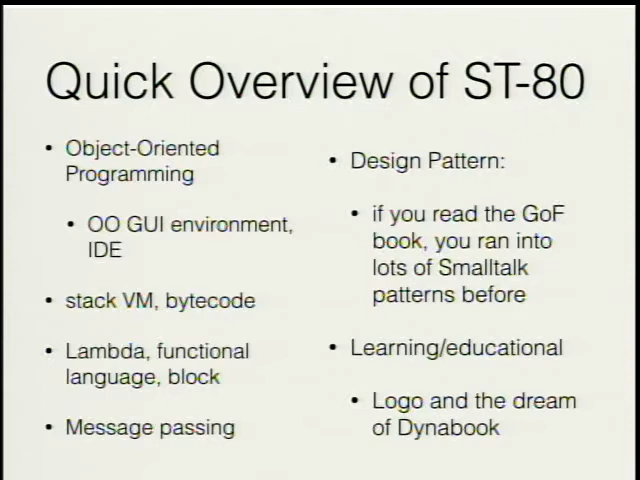 Quick Overview of ST-80
• Object-Oriented
Programming
• OO GUI environment,
IDE
• stack VM, bytecode
• Lambda, functional
language, block
• Message passing
• Design Pattern:
• if you read the GoF
book, you ran into
lots of Smalltalk
patterns before
• Learning/educational
• Logo and the dream
of Dynabook